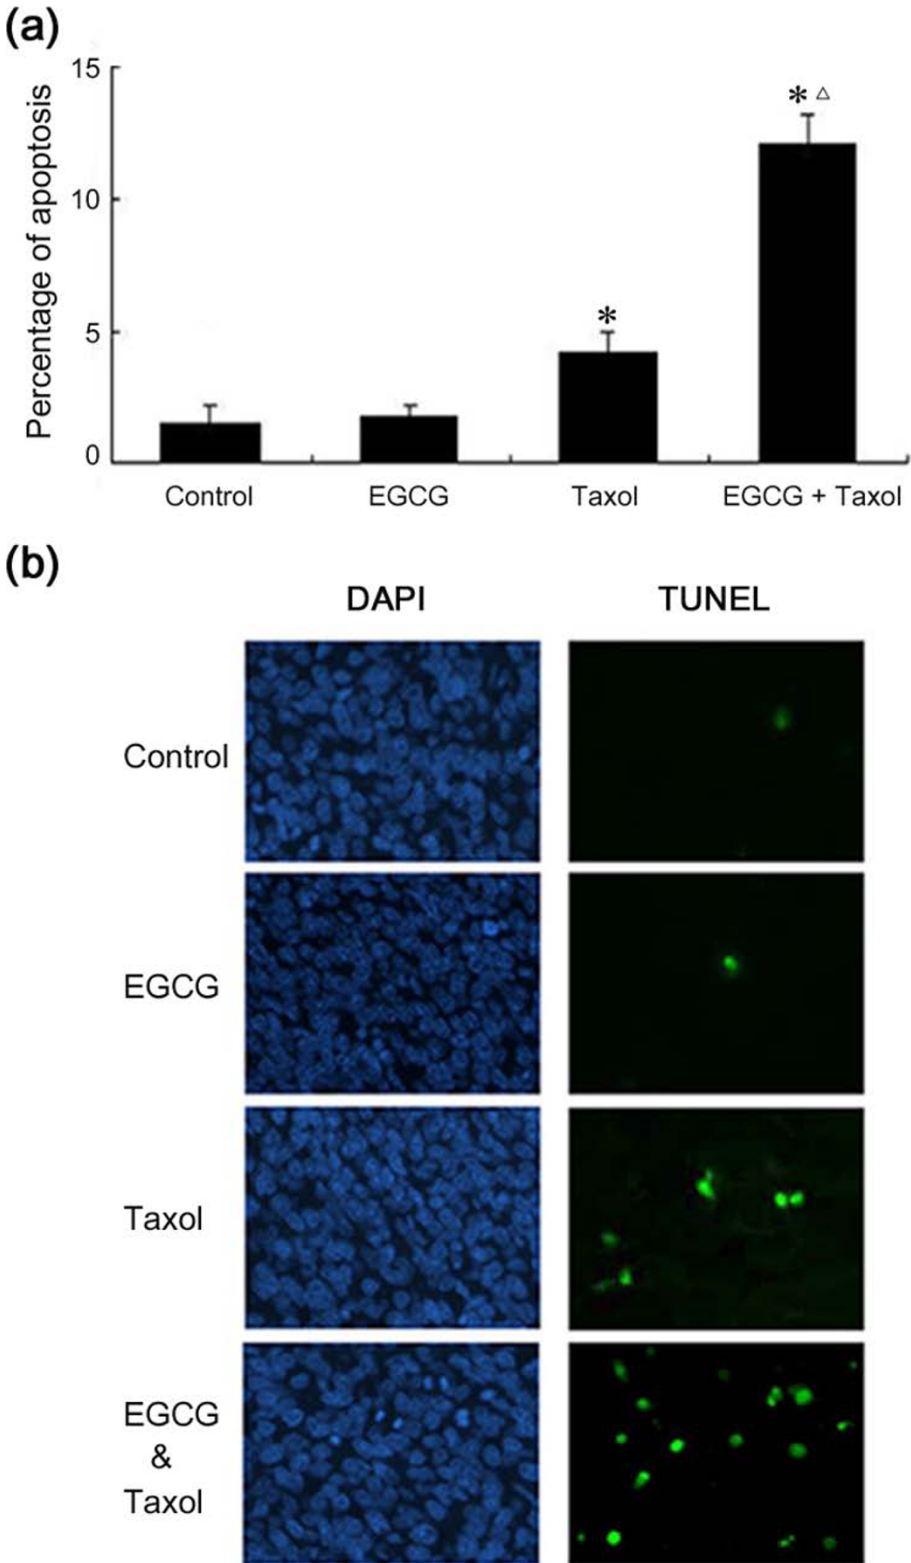 (a)
15
10
5
0
Percentage of apoptosis
*
* △
Control EGCG Taxol EGCG + Taxol
(b)
DAPI TUNEL
Control
EGCG
Taxol
EGCG
&
Taxol